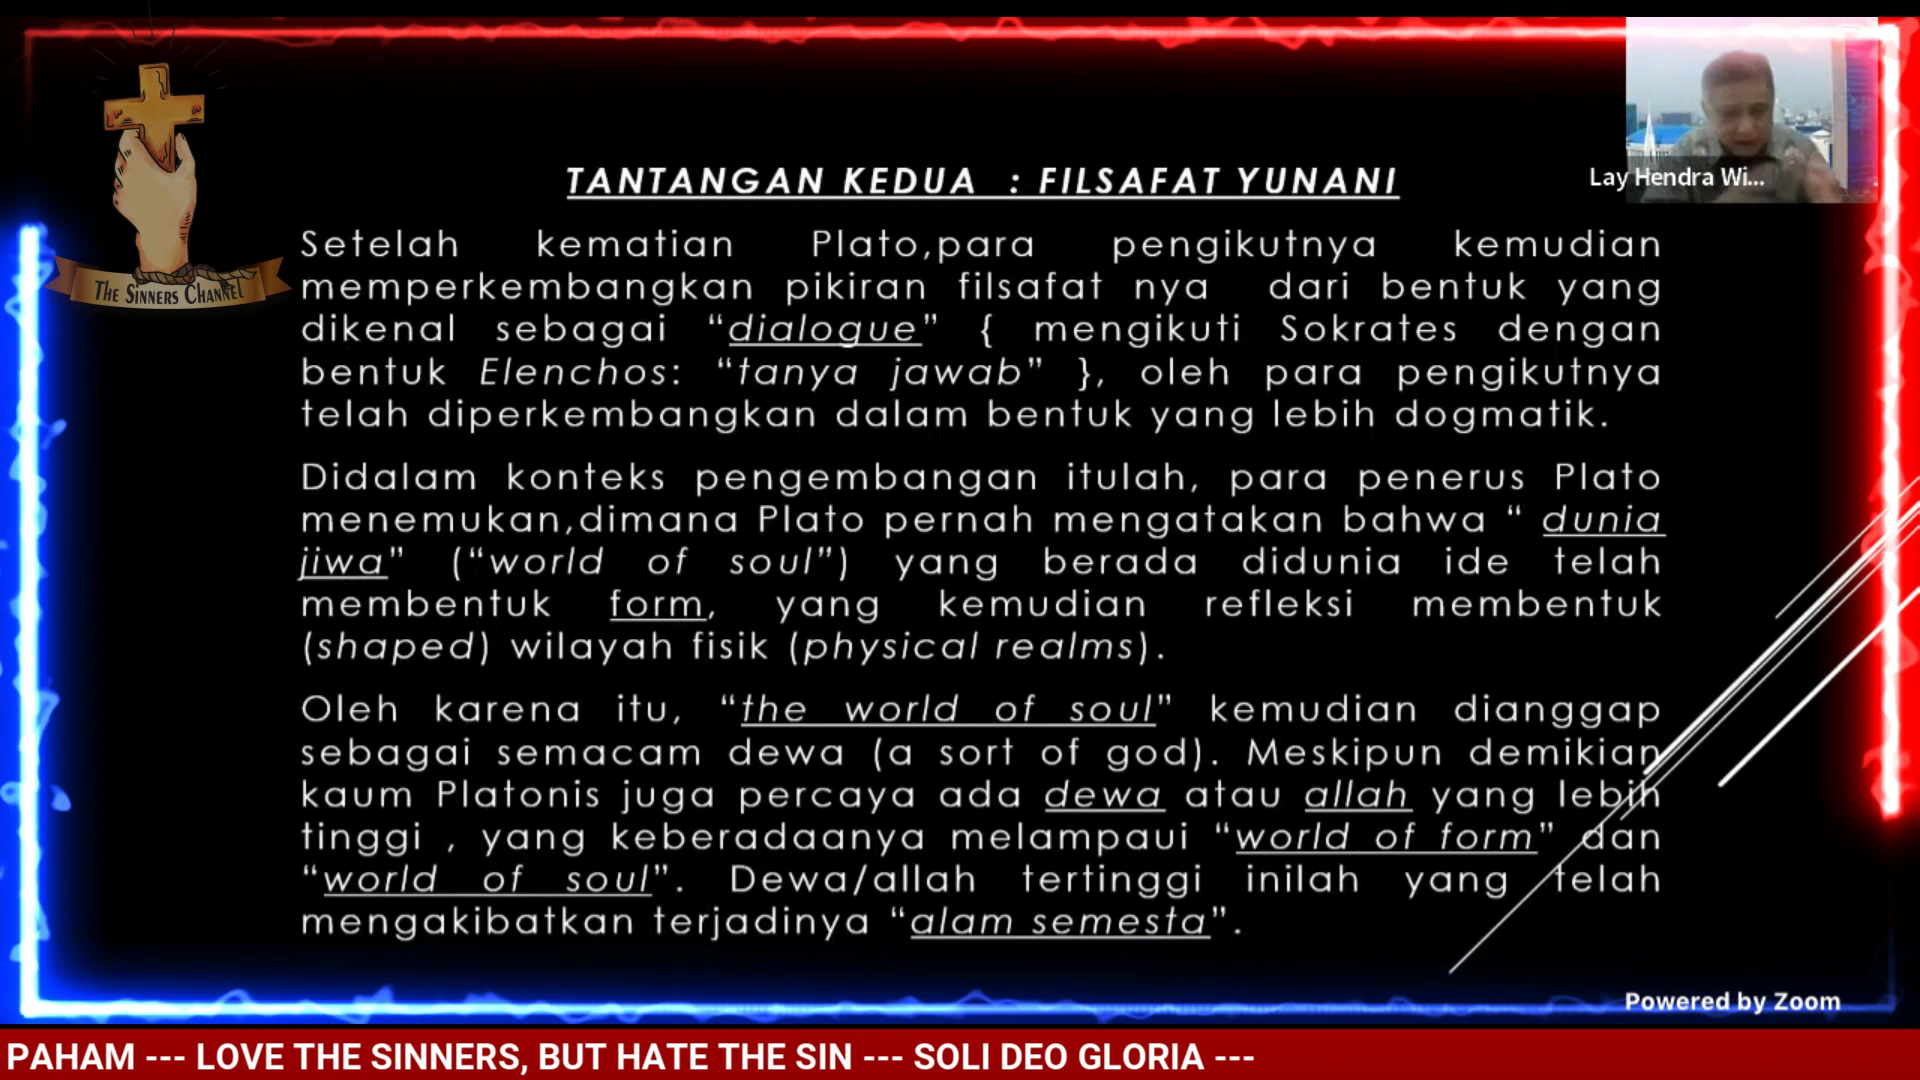 TANTANGAN KEDUA : FILSAFAT YUNANI
Lay Hendra Wi...
THE SINNERS CHANNEL
Setelah kematian Plato,para pengikutnya kemudian
memperkembangkan pikiran filsafat nya dari bentuk yang
dikenal sebagai “dialogue” { mengikuti Sokrates dengan
bentuk Elenchos: “tanya jawab” }, oleh para pengikutnya
telah diperkembangkan dalam bentuk yang lebih dogmatik.
Didalam konteks pengembangan itulah, para penerus Plato
menemukan,dimana Plato pernah mengatakan bahwa “ dunia
jiwa” (“world of soul”) yang berada didunia ide telah
membentuk form, yang kemudian refleksi membentuk
(shaped) wilayah fisik (physical realms).
Oleh karena itu, “the world of soul” kemudian dianggap
sebagai semacam dewa (a sort of god). Meskipun demikian
kaum Platonis juga percaya ada dewa atau allah yang lebih
tinggi , yang keberadaanya melampaui “world of form” dan
“world of soul”. Dewa/allah tertinggi inilah yang telah
mengakibatkan terjadinya “alam semesta”.
Powered by Zoom
PAHAM --- LOVE THE SINNERS, BUT HATE THE SIN --- SOLI DEO GLORIA ---